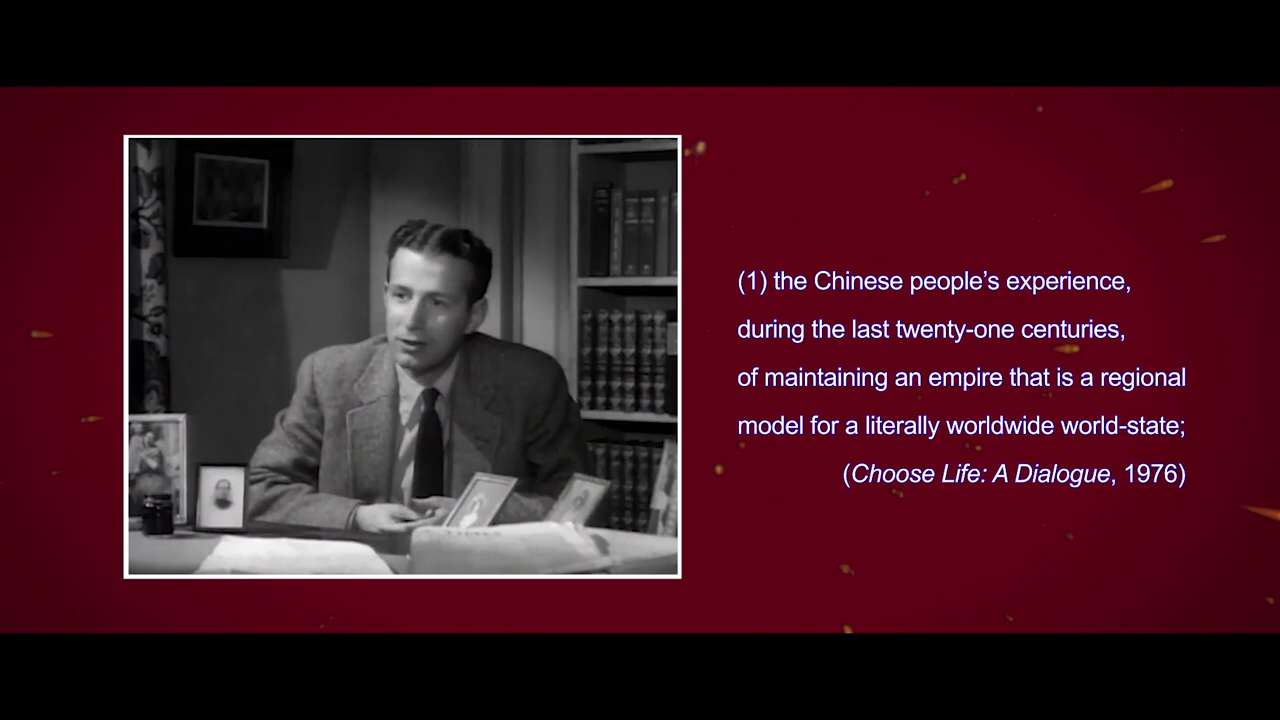 (1) the Chinese people’s experience,
during the last twenty-one centuries,
of maintaining an empire that is a regional
model for a literally worldwide world-state;
(Choose Life: A Dialogue, 1976)